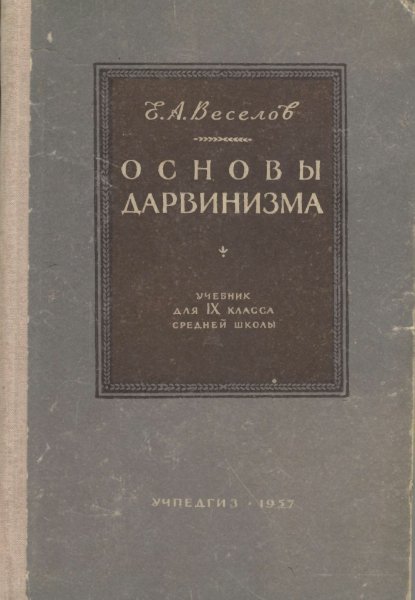 Е. А. Веселов
ОСНОВЫ
ДАРВИНИЗМА
УЧЕБНИК
ДЛЯ IX КЛАССА
СРЕДНЕЙ ШКОЛЫ
УЧПЕДГИЗ · 1957